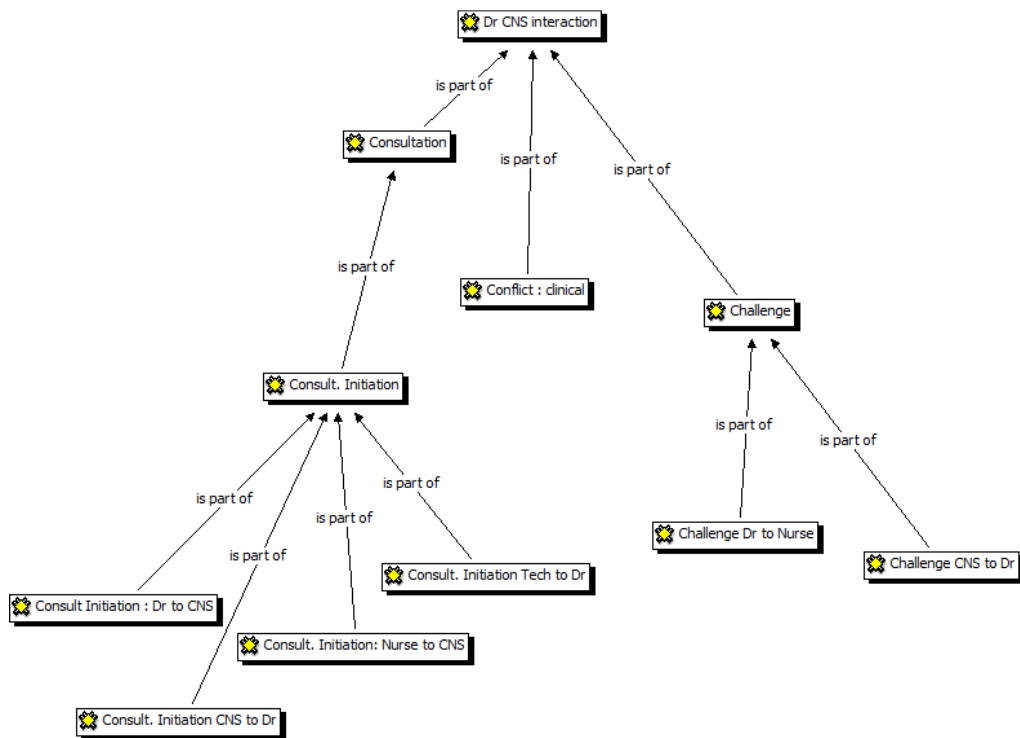 Dr CNS interaction
is part of
Consultation
is part of
is part of
is part of
Conflict : clinical
Challenge
Consult. Initiation
is part of
is part of
is part of
is part of
is part of
is part of
Challenge Dr to Nurse
Challenge CNS to Dr
Consult. Initiation Tech to Dr
Consult Initiation : Dr to CNS
Consult. Initiation: Nurse to CNS
Consult. Initiation CNS to Dr